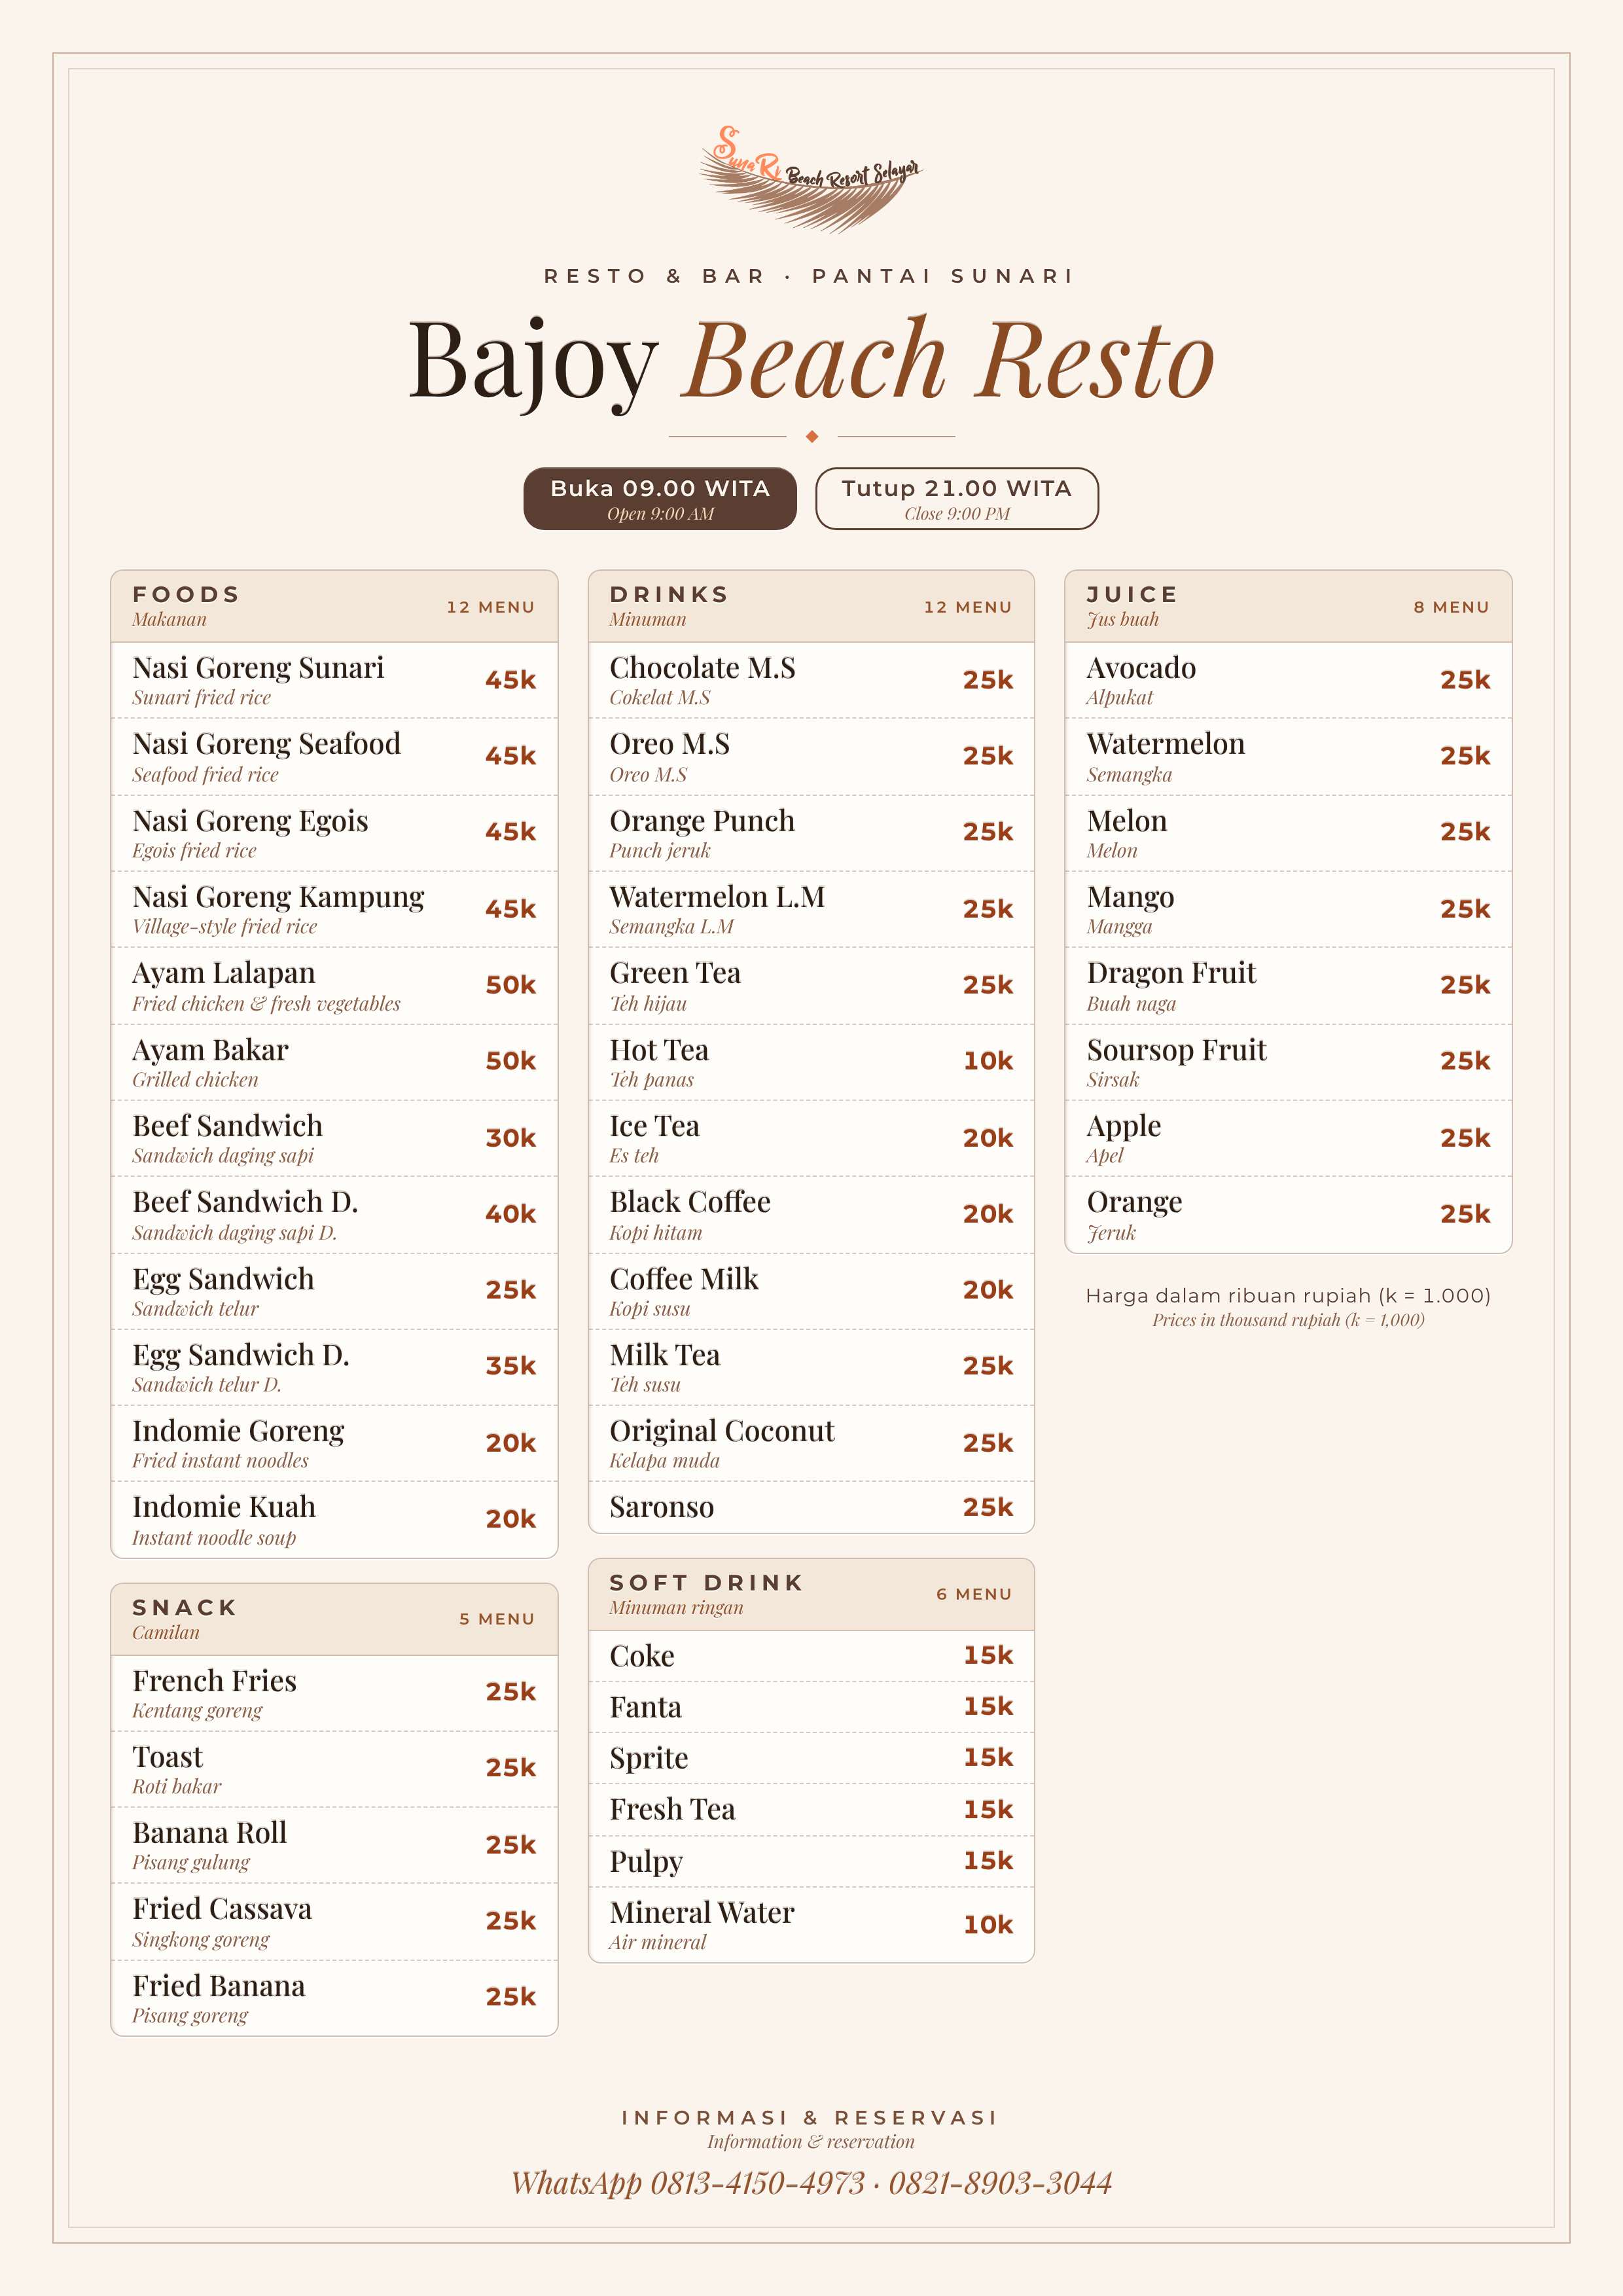 SunaRi Beach Resort Selayar
RESTO & BAR · PANTAI SUNARI
Bajoy Beach Resto
Buka 09.00 WITA
Open 9:00 AM
Tutup 21.00 WITA
Close 9:00 PM
FOODS
Makanan
12 MENU
Nasi Goreng Sunari
Sunari fried rice
45k
Nasi Goreng Seafood
Seafood fried rice
45k
Nasi Goreng Egois
Egois fried rice
45k
Nasi Goreng Kampung
Village-style fried rice
45k
Ayam Lalapan
Fried chicken & fresh vegetables
50k
Ayam Bakar
Grilled chicken
50k
Beef Sandwich
Sandwich daging sapi
30k
Beef Sandwich D.
Sandwich daging sapi D.
40k
Egg Sandwich
Sandwich telur
25k
Egg Sandwich D.
Sandwich telur D.
35k
Indomie Goreng
Fried instant noodles
20k
Indomie Kuah
Instant noodle soup
20k
SNACK
Camilan
5 MENU
French Fries
Kentang goreng
25k
Toast
Roti bakar
25k
Banana Roll
Pisang gulung
25k
Fried Cassava
Singkong goreng
25k
Fried Banana
Pisang goreng
25k
DRINKS
Minuman
12 MENU
Chocolate M.S
Cokelat M.S
25k
Oreo M.S
Oreo M.S
25k
Orange Punch
Punch jeruk
25k
Watermelon L.M
Semangka L.M
25k
Green Tea
Teh hijau
25k
Hot Tea
Teh panas
10k
Ice Tea
Es teh
20k
Black Coffee
Kopi hitam
20k
Coffee Milk
Kopi susu
20k
Milk Tea
Teh susu
25k
Original Coconut
Kelapa muda
25k
Saronso
25k
SOFT DRINK
Minuman ringan
6 MENU
Coke
15k
Fanta
15k
Sprite
15k
Fresh Tea
15k
Pulpy
15k
Mineral Water
Air mineral
10k
JUICE
Jus buah
8 MENU
Avocado
Alpukat
25k
Watermelon
Semangka
25k
Melon
Melon
25k
Mango
Mangga
25k
Dragon Fruit
Buah naga
25k
Soursop Fruit
Sirsak
25k
Apple
Apel
25k
Orange
Jeruk
25k
Harga dalam ribuan rupiah (k = 1.000)
Prices in thousand rupiah (k = 1,000)
INFORMASI & RESERVASI
Information & reservation
WhatsApp 0813-4150-4973 · 0821-8903-3044